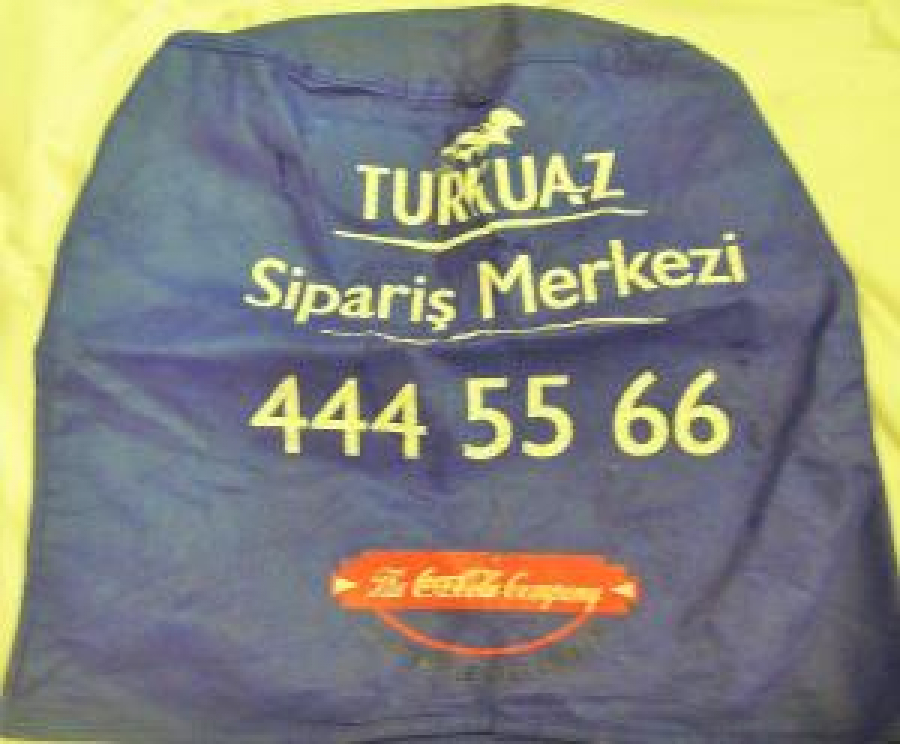 TURKUAZ
Sipariş Merkezi
444 55 66
The Coca-Cola Company